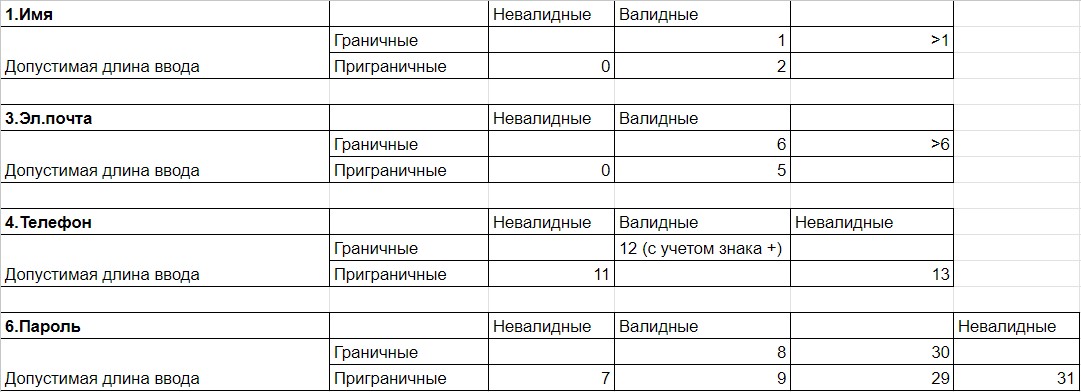 1.Имя Невалидные Валидные
Граничные 1 >1
Допустимая длина ввода Приграничные 0 2
3.Эл.почта Невалидные Валидные
Граничные 6 >6
Допустимая длина ввода Приграничные 0 5
4.Телефон Невалидные Валидные Невалидные
Граничные 12 (с учетом знака +)
Допустимая длина ввода Приграничные 11 13
6.Пароль Невалидные Валидные Невалидные
Граничные 8 30
Допустимая длина ввода Приграничные 7 9 29 31